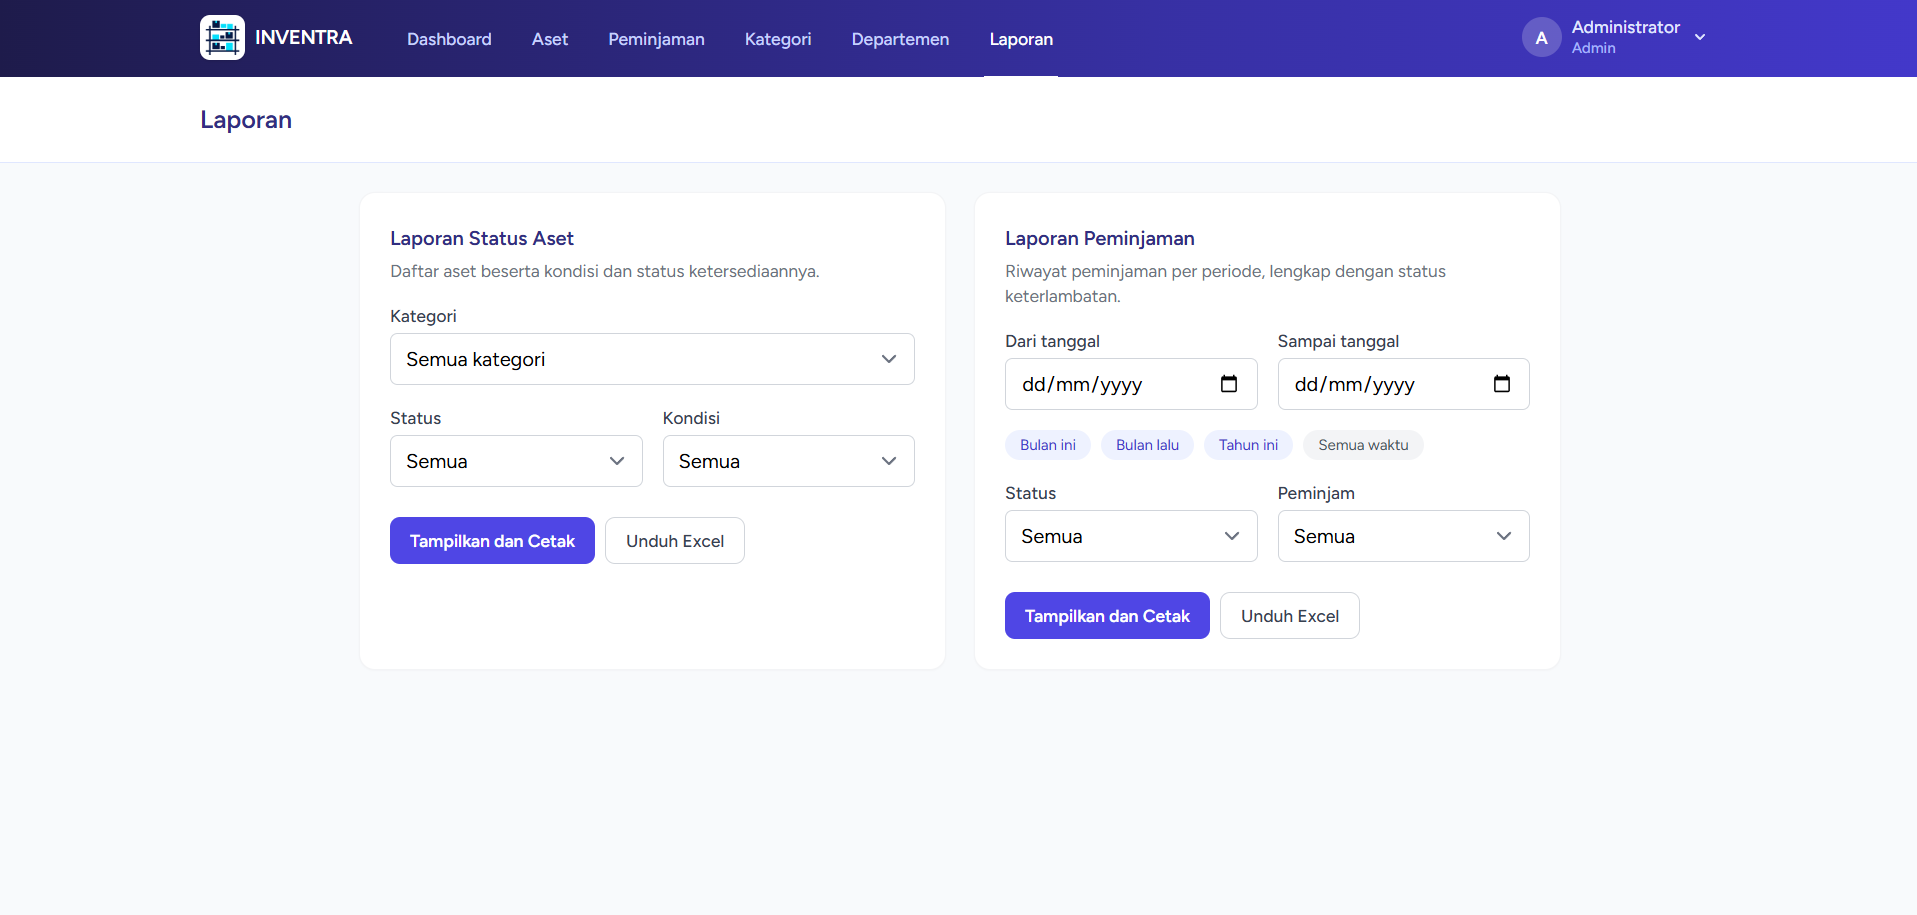 INVENTRA
Dashboard
Aset
Peminjaman
Kategori
Departemen
Laporan
A
Administrator
Admin
Laporan
Laporan Status Aset
Daftar aset beserta kondisi dan status ketersediaannya.
Kategori
Semua kategori
Status
Kondisi
Semua
Semua
Tampilkan dan Cetak
Unduh Excel
Laporan Peminjaman
Riwayat peminjaman per periode, lengkap dengan status
keterlambatan.
Dari tanggal
Sampai tanggal
dd/mm/yyyy
dd/mm/yyyy
Bulan ini
Bulan lalu
Tahun ini
Semua waktu
Status
Peminjam
Semua
Semua
Tampilkan dan Cetak
Unduh Excel